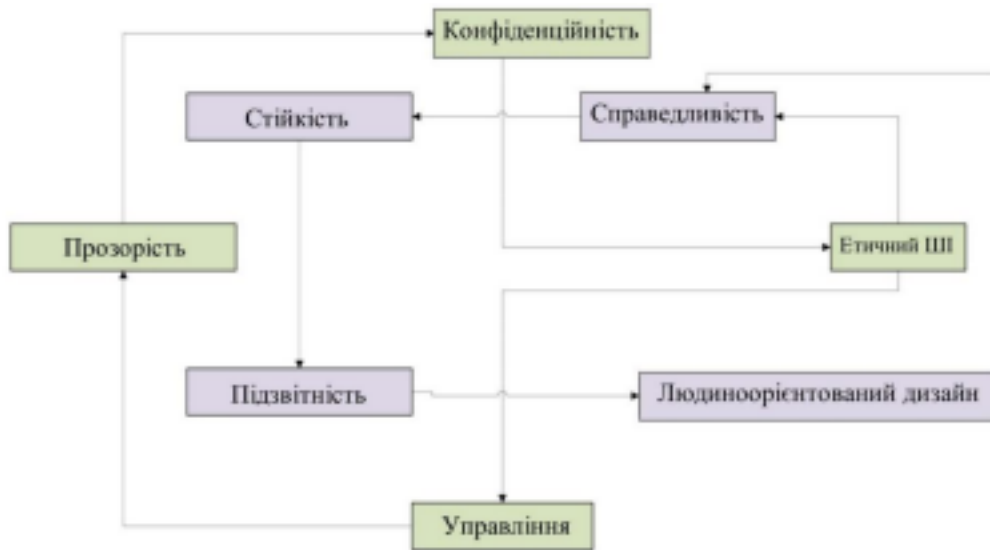 Конфіденційність
Справедливість
Стійкість
Прозорість
Етичний ШІ
Підзвітність
Людиноорієнтований дизайн
Управління